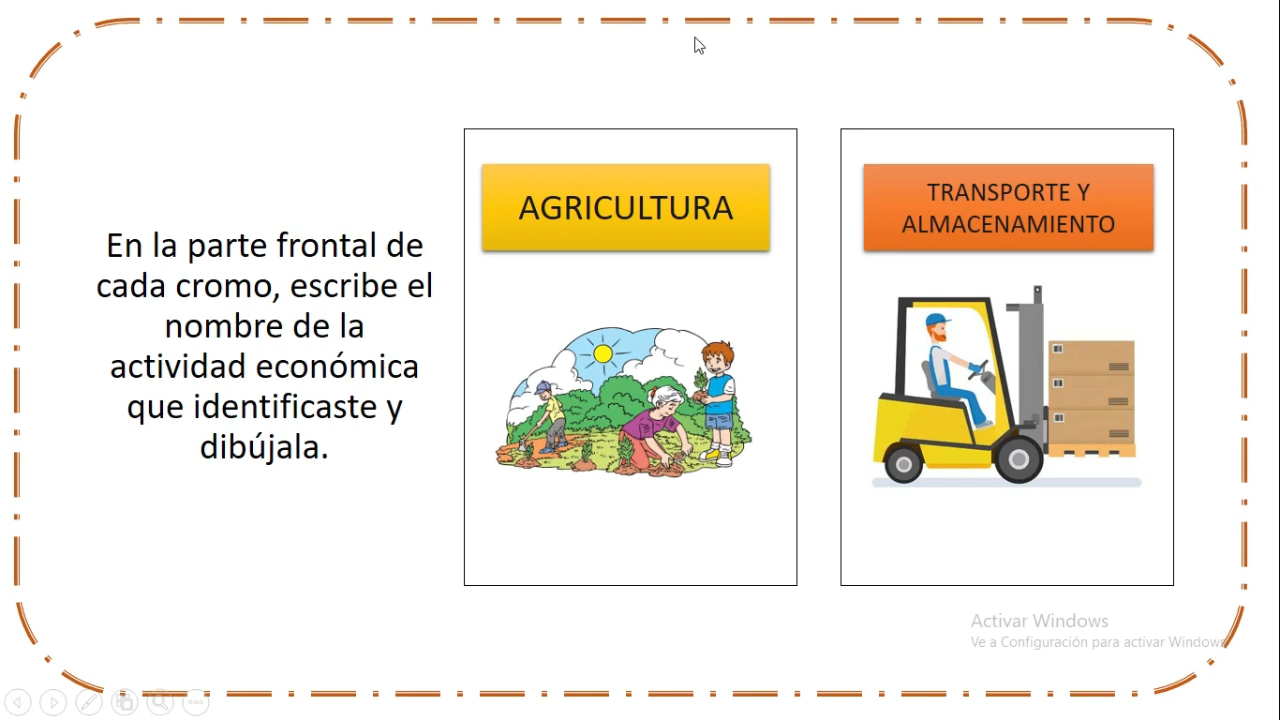 En la parte frontal de
cada cromo, escribe el
nombre de la
actividad económica
que identificaste y
dibújala.
AGRICULTURA
TRANSPORTE Y
ALMACENAMIENTO
Activar Windows
Ve a Configuración para activar Windows.